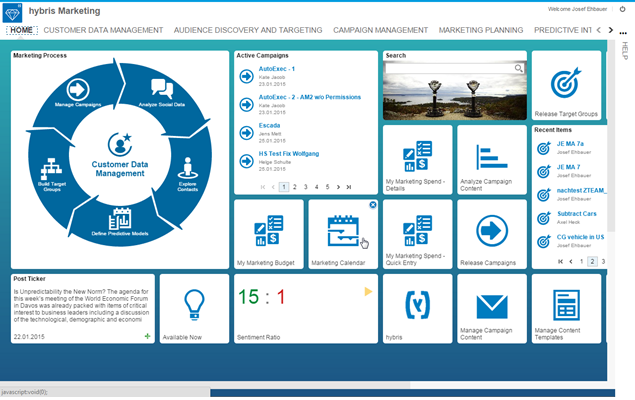 hybris Marketing
Welcome Josef Ehbauer
HOME CUSTOMER DATA MANAGEMENT AUDIENCE DISCOVERY AND TARGETING CAMPAIGN MANAGEMENT MARKETING PLANNING PREDICTIVE INT
HELP
Marketing Process
Manage Campaigns
Analyze Social Data
Customer Data
Management
Build Target
Groups
Explore
Contacts
Define Predictive Models
Active Campaigns
AutoExec - 1
Kate Jacob
23.01.2015
AutoExec - 2 - AM2 w/o Permissions
Kate Jacob
23.01.2015
Escada
Jens Mett
25.01.2015
HS Test Fix Wolfgang
Helge Schulte
25.01.2015
1 2 3 4 5
Search
Release Target Groups
My Marketing Spend -
Details
Analyze Campaign
Content
Recent Items
JE MA 7a
Josef Ehbauer
JE MA 7
Josef Ehbauer
nachtest ZTEAM_
Josef Ehbauer
Subtract Cars
Axel Heck
CG vehicle in US
Josef Ehbauer
1 2 3
My Marketing Budget
Marketing Calendar
My Marketing Spend -
Quick Entry
Release Campaigns
Post Ticker
Is Unpredictability the New Norm? The agenda for
this week's meeting of the World Economic Forum
in Davos was already packed with items of critical
interest to business leaders including a discussion
of the technological, demographic and economi
22.01.2015
Available Now
15 : 1
Sentiment Ratio
hybris
Manage Campaign
Content
Manage Content
Templates
javascript:void(0);